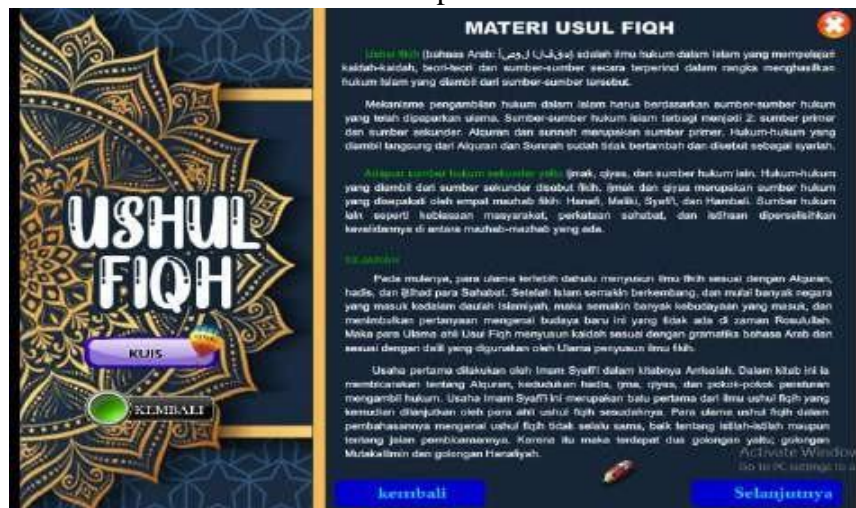 USHUL
FIQH
KUIS
KEMBALI
MATERI USUL FIQH
Ushul fikih (bahasa Arab: أصول الفقه) adalah ilmu hukum dalam Islam yang mempelajari
kaidah-kaidah, teori-teori dan sumber-sumber secara terperinci dalam rangka menghasilkan
hukum Islam yang diambil dari sumber-sumber tersebut.
Mekanisme pengambilan hukum dalam Islam harus berdasarkan sumber-sumber hukum
yang telah dipaparkan ulama. Sumber-sumber hukum islam terbagi menjadi 2: sumber primer
dan sumber sekunder. Alquran dan sunnah merupakan sumber primer. Hukum-hukum yang
diambil langsung dari Alquran dan Sunnah sudah tidak bertambah dan disebut sebagai syariah.
Adapun sumber hukum sekunder yaitu ijmak, qiyas, dan sumber hukum lain. Hukum-hukum
yang diambil dari sumber sekunder disebut fikih. ijmak dan qiyas merupakan sumber hukum
yang disepakati oleh empat mazhab fikih: Hanafi, Maliki, Syafi'i, dan Hambali. Sumber hukum
lain seperti kebiasaan masyarakat, perkataan sahabat, dan istihsan diperselisihkan
kevalidannya di antara mazhab-mazhab yang ada.
SEJARAH
Pada mulanya, para ulama terlebih dahulu menyusun ilmu fikih sesuai dengan Alquran,
hadis, dan ijtihad para Sahabat. Setelah Islam semakin berkembang, dan mulai banyak negara
yang masuk kedalam daulah Islamiyah, maka semakin banyak kebudayaan yang masuk, dan
menimbulkan pertanyaan mengenai budaya baru ini yang tidak ada di zaman Rosulullah.
Maka para Ulama ahli Usul Fiqh menyusun kaidah sesuai dengan gramatika bahasa Arab dan
sesuai dengan dalil yang digunakan oleh Ulama penyusun ilmu fikih.
Usaha pertama dilakukan oleh Imam Syafi'i dalam kitabnya Arrisalah. Dalam kitab ini ia
membicarakan tentang Alquran, kedudukan hadis, ijma, qiyas, dan pokok-pokok peraturan
mengambil hukum. Usaha Imam Syafi'i ini merupakan batu pertama dari ilmu ushul fiqih yang
kemudian dilanjutkan oleh para ahli ushul fiqih sesudahnya. Para ulama ushul fiqih dalam
pembahasannya mengenai ushul fiqih tidak selalu sama, baik tentang istilah-istilah maupun
tentang jalan pembicaraannya. Karena itu maka terdapat dua golongan yaitu; golongan
Mutakallimin dan golongan Hanafiyah.
Activate Window
Go to PC settings to a
kembali
Selanjutnya